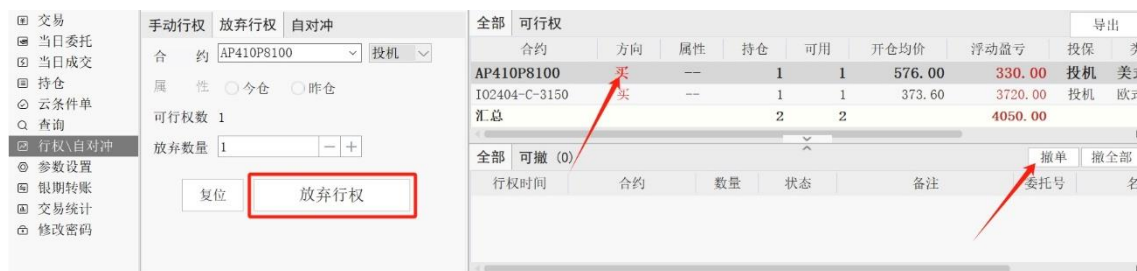 交易
当日委托
当日成交
持仓
云条件单
查询
行权\自对冲
参数设置
银期转账
交易统计
修改密码
手动行权 放弃行权 自对冲
合 约 AP410P8100 投机
属 性 今仓 昨仓
可行权数 1
放弃数量 1 - +
复位 放弃行权
全部 可行权 导出
合约 方向 属性 持仓 可用 开仓均价 浮动盈亏 投保
AP410P8100 买 -- 1 1 576.00 330.00 投机 美式
IO2404-C-3150 买 -- 1 1 373.60 3720.00 投机 欧式
汇总 2 2 4050.00
全部 可撤 (0) 撤单 撤全部
行权时间 合约 数量 状态 备注 委托号 名